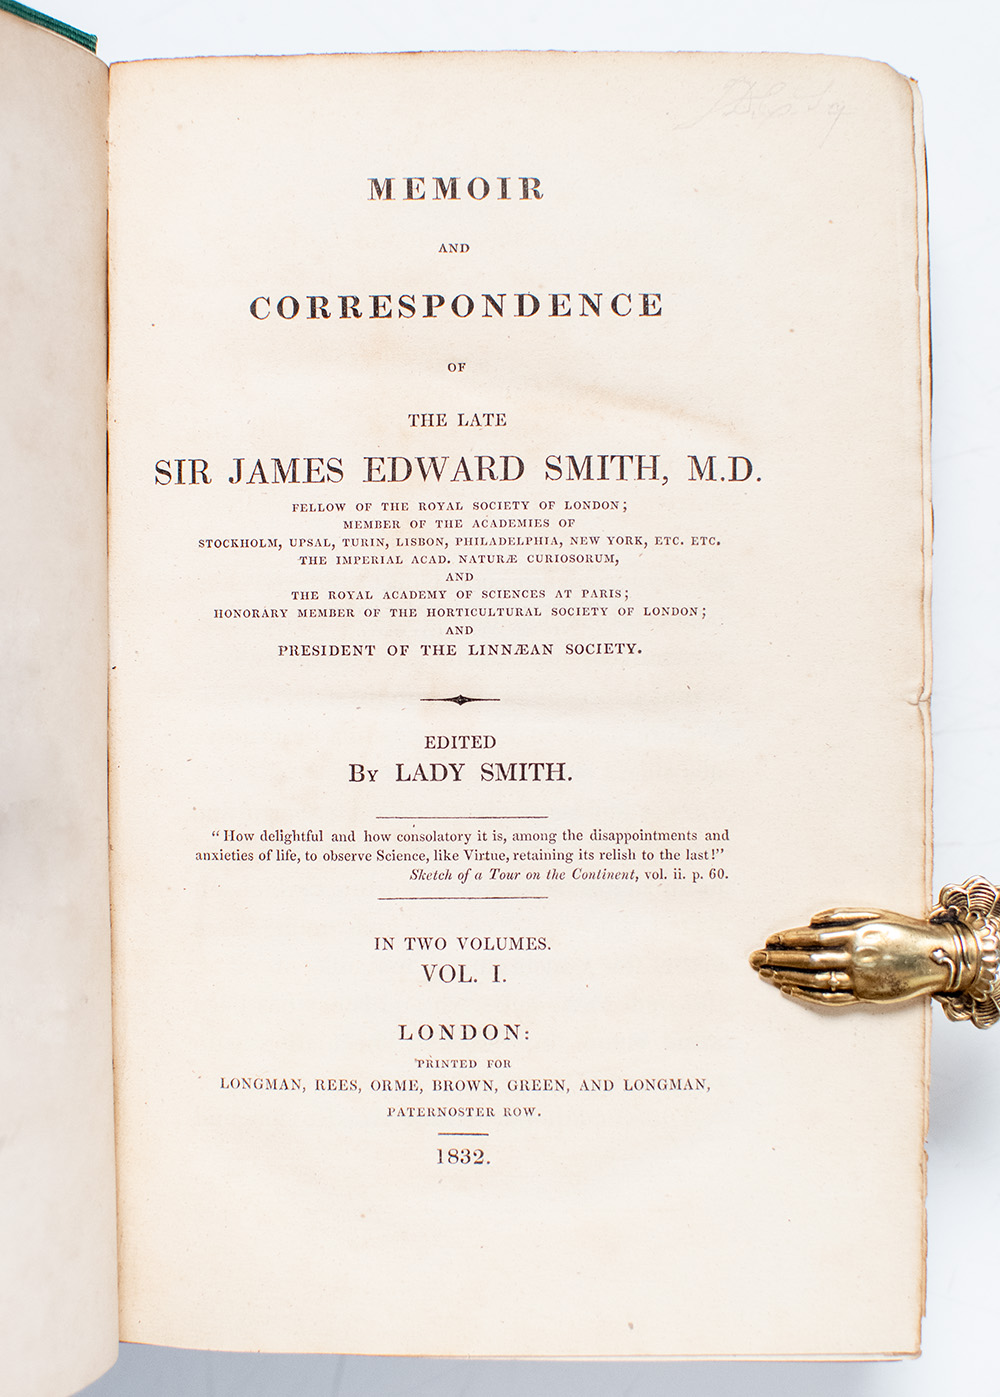 MEMOIR
AND
CORRESPONDENCE
OF
THE LATE
SIR JAMES EDWARD SMITH, M.D.
FELLOW OF THE ROYAL SOCIETY OF LONDON;
MEMBER OF THE ACADEMIES OF
STOCKHOLM, UPSAL, TURIN, LISBON, PHILADELPHIA, NEW YORK, ETC. ETC.
THE IMPERIAL ACAD. NATURÆ CURIOSORUM,
AND
THE ROYAL ACADEMY OF SCIENCES AT PARIS;
HONORARY MEMBER OF THE HORTICULTURAL SOCIETY OF LONDON;
AND
PRESIDENT OF THE LINNÆAN SOCIETY.
EDITED
BY LADY SMITH.
“How delightful and how consolatory it is, among the disappointments and
anxieties of life, to observe Science, like Virtue, retaining its relish to the last!”
Sketch of a Tour on the Continent, vol. ii. p. 60.
IN TWO VOLUMES.
VOL. I.
LONDON:
PRINTED FOR
LONGMAN, REES, ORME, BROWN, GREEN, AND LONGMAN,
PATERNOSTER ROW.
1832.